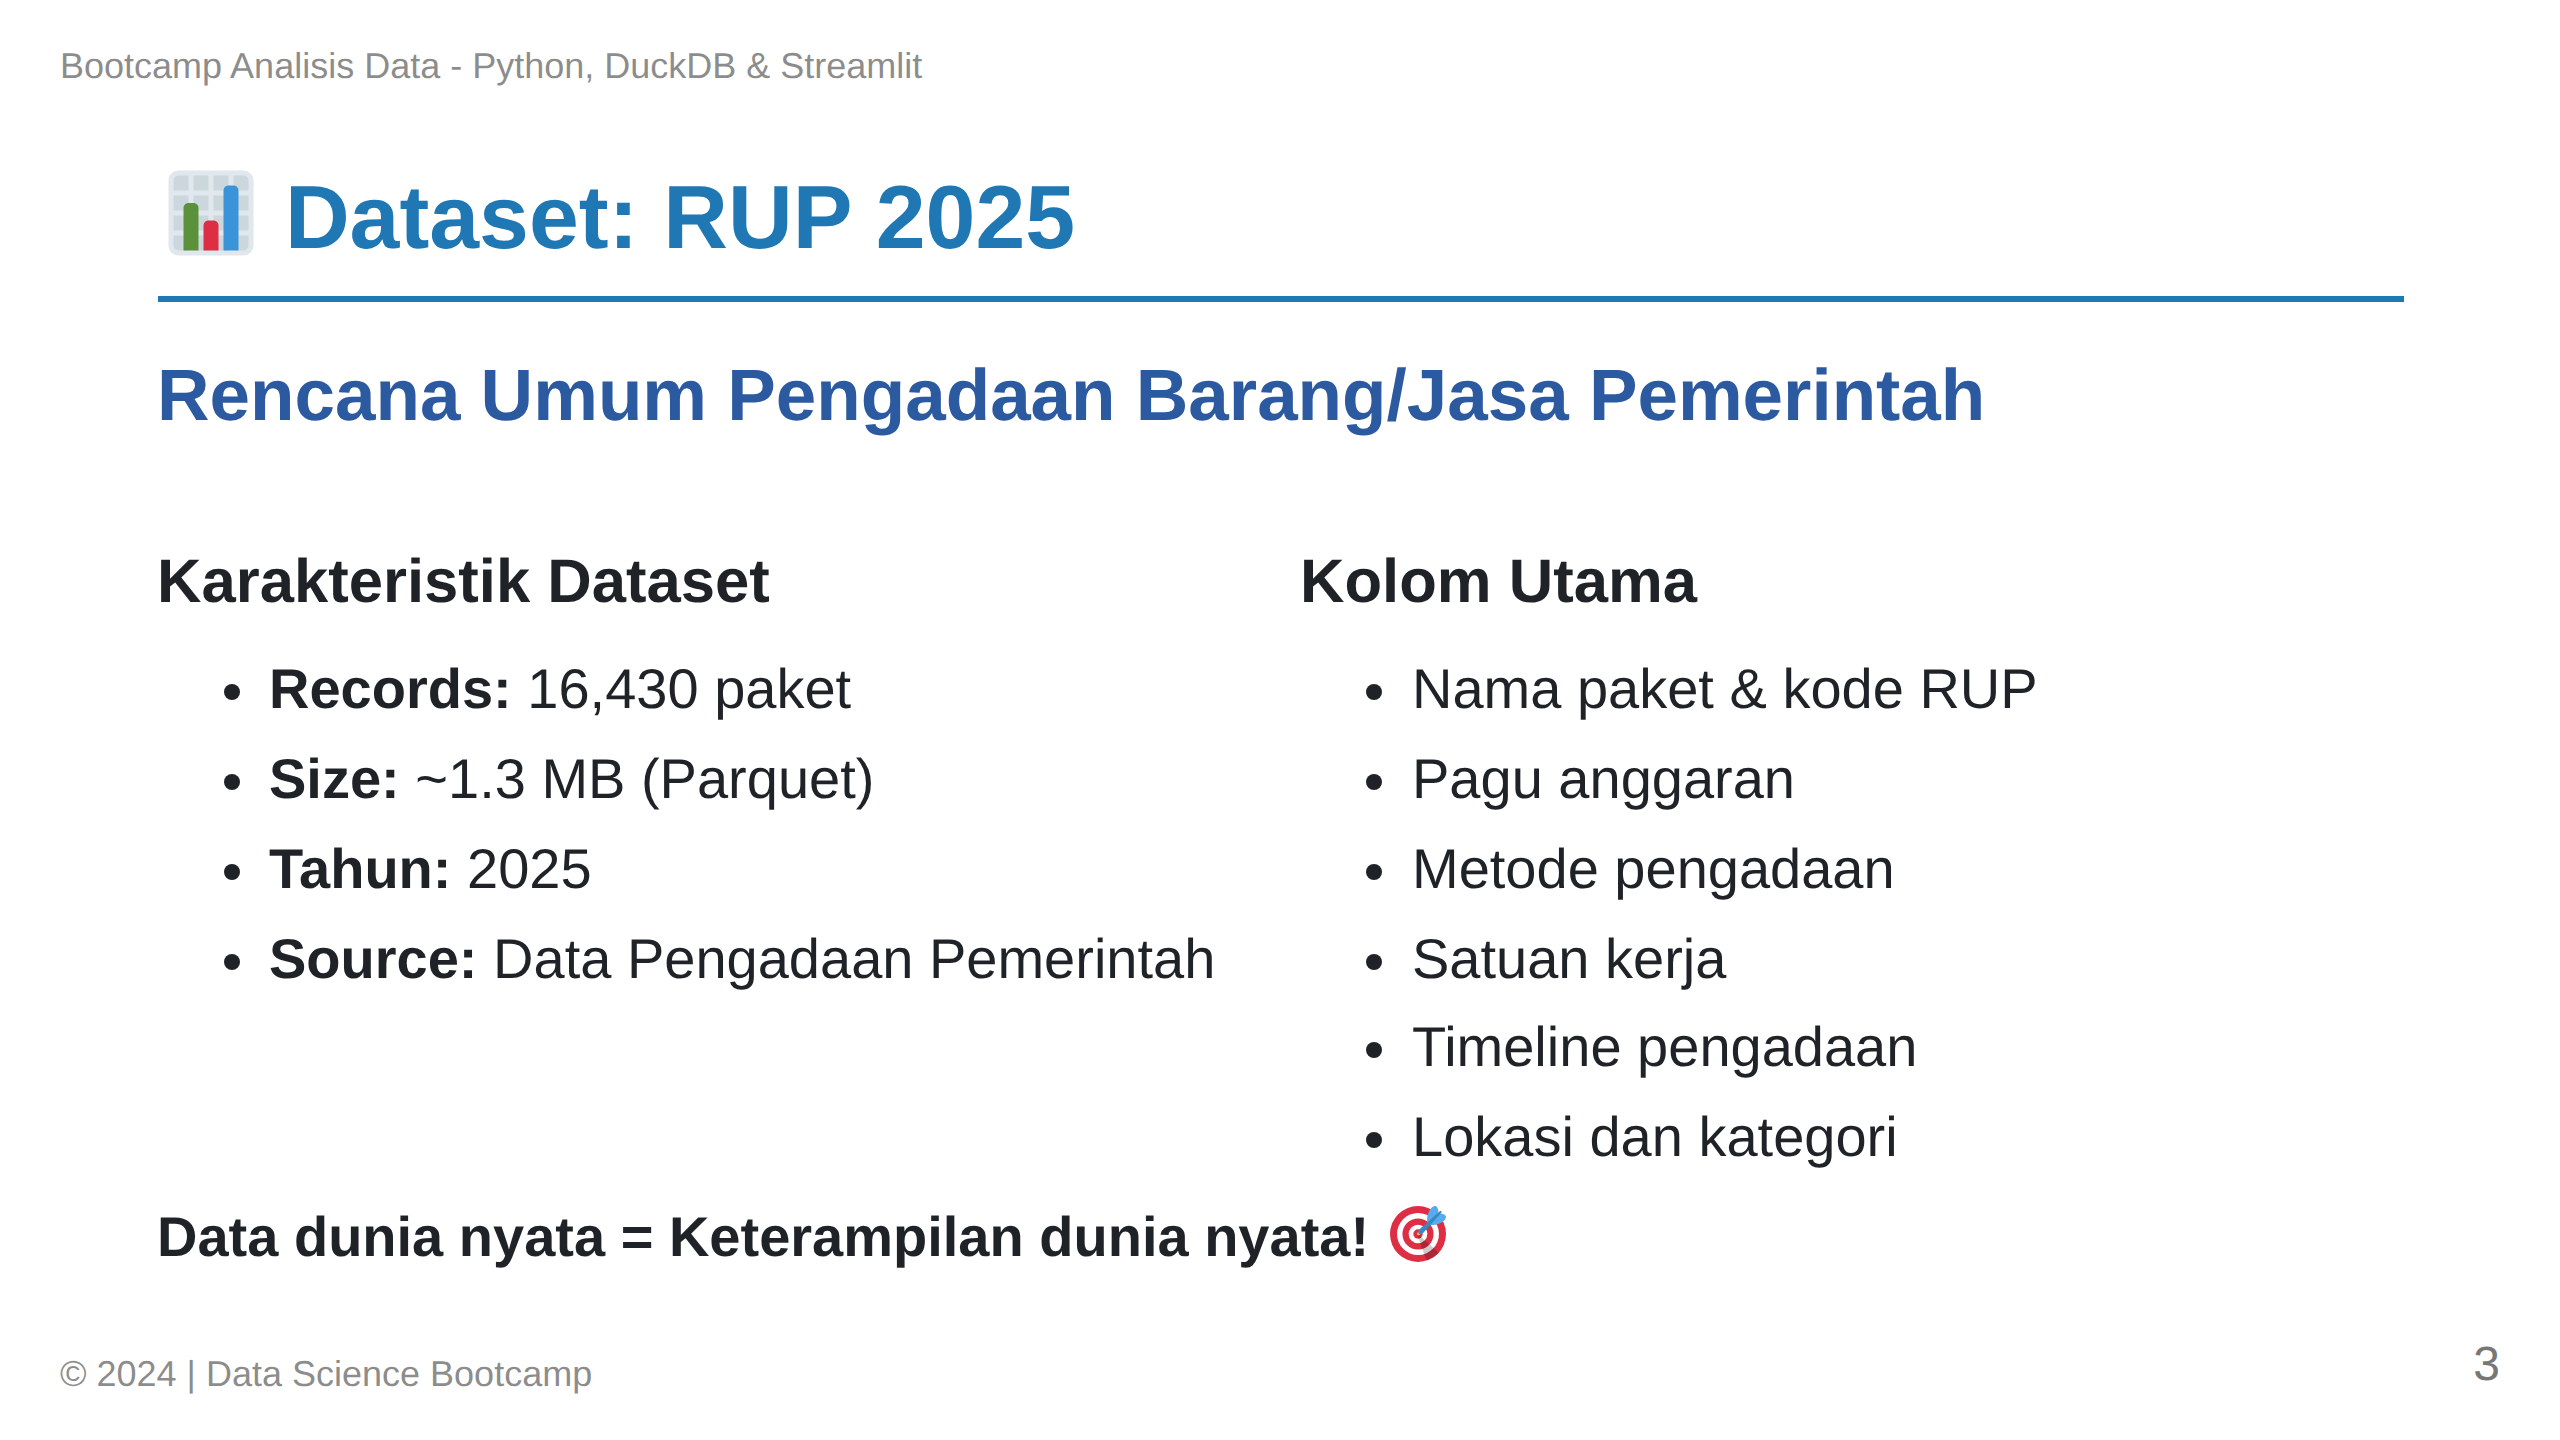 Bootcamp Analisis Data - Python, DuckDB & Streamlit
Dataset: RUP 2025
Rencana Umum Pengadaan Barang/Jasa Pemerintah
Karakteristik Dataset
• Records: 16,430 paket
• Size: ~1.3 MB (Parquet)
• Tahun: 2025
• Source: Data Pengadaan Pemerintah
Kolom Utama
• Nama paket & kode RUP
• Pagu anggaran
• Metode pengadaan
• Satuan kerja
• Timeline pengadaan
• Lokasi dan kategori
Data dunia nyata = Keterampilan dunia nyata! 🎯
© 2024 | Data Science Bootcamp
3